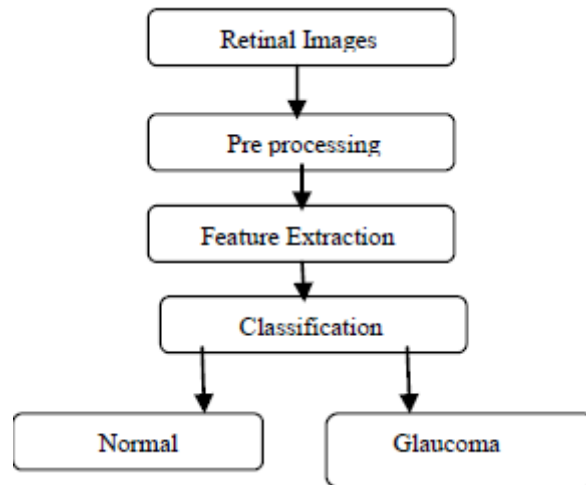 Retinal Images
Pre processing
Feature Extraction
Classification
Normal
Glaucoma